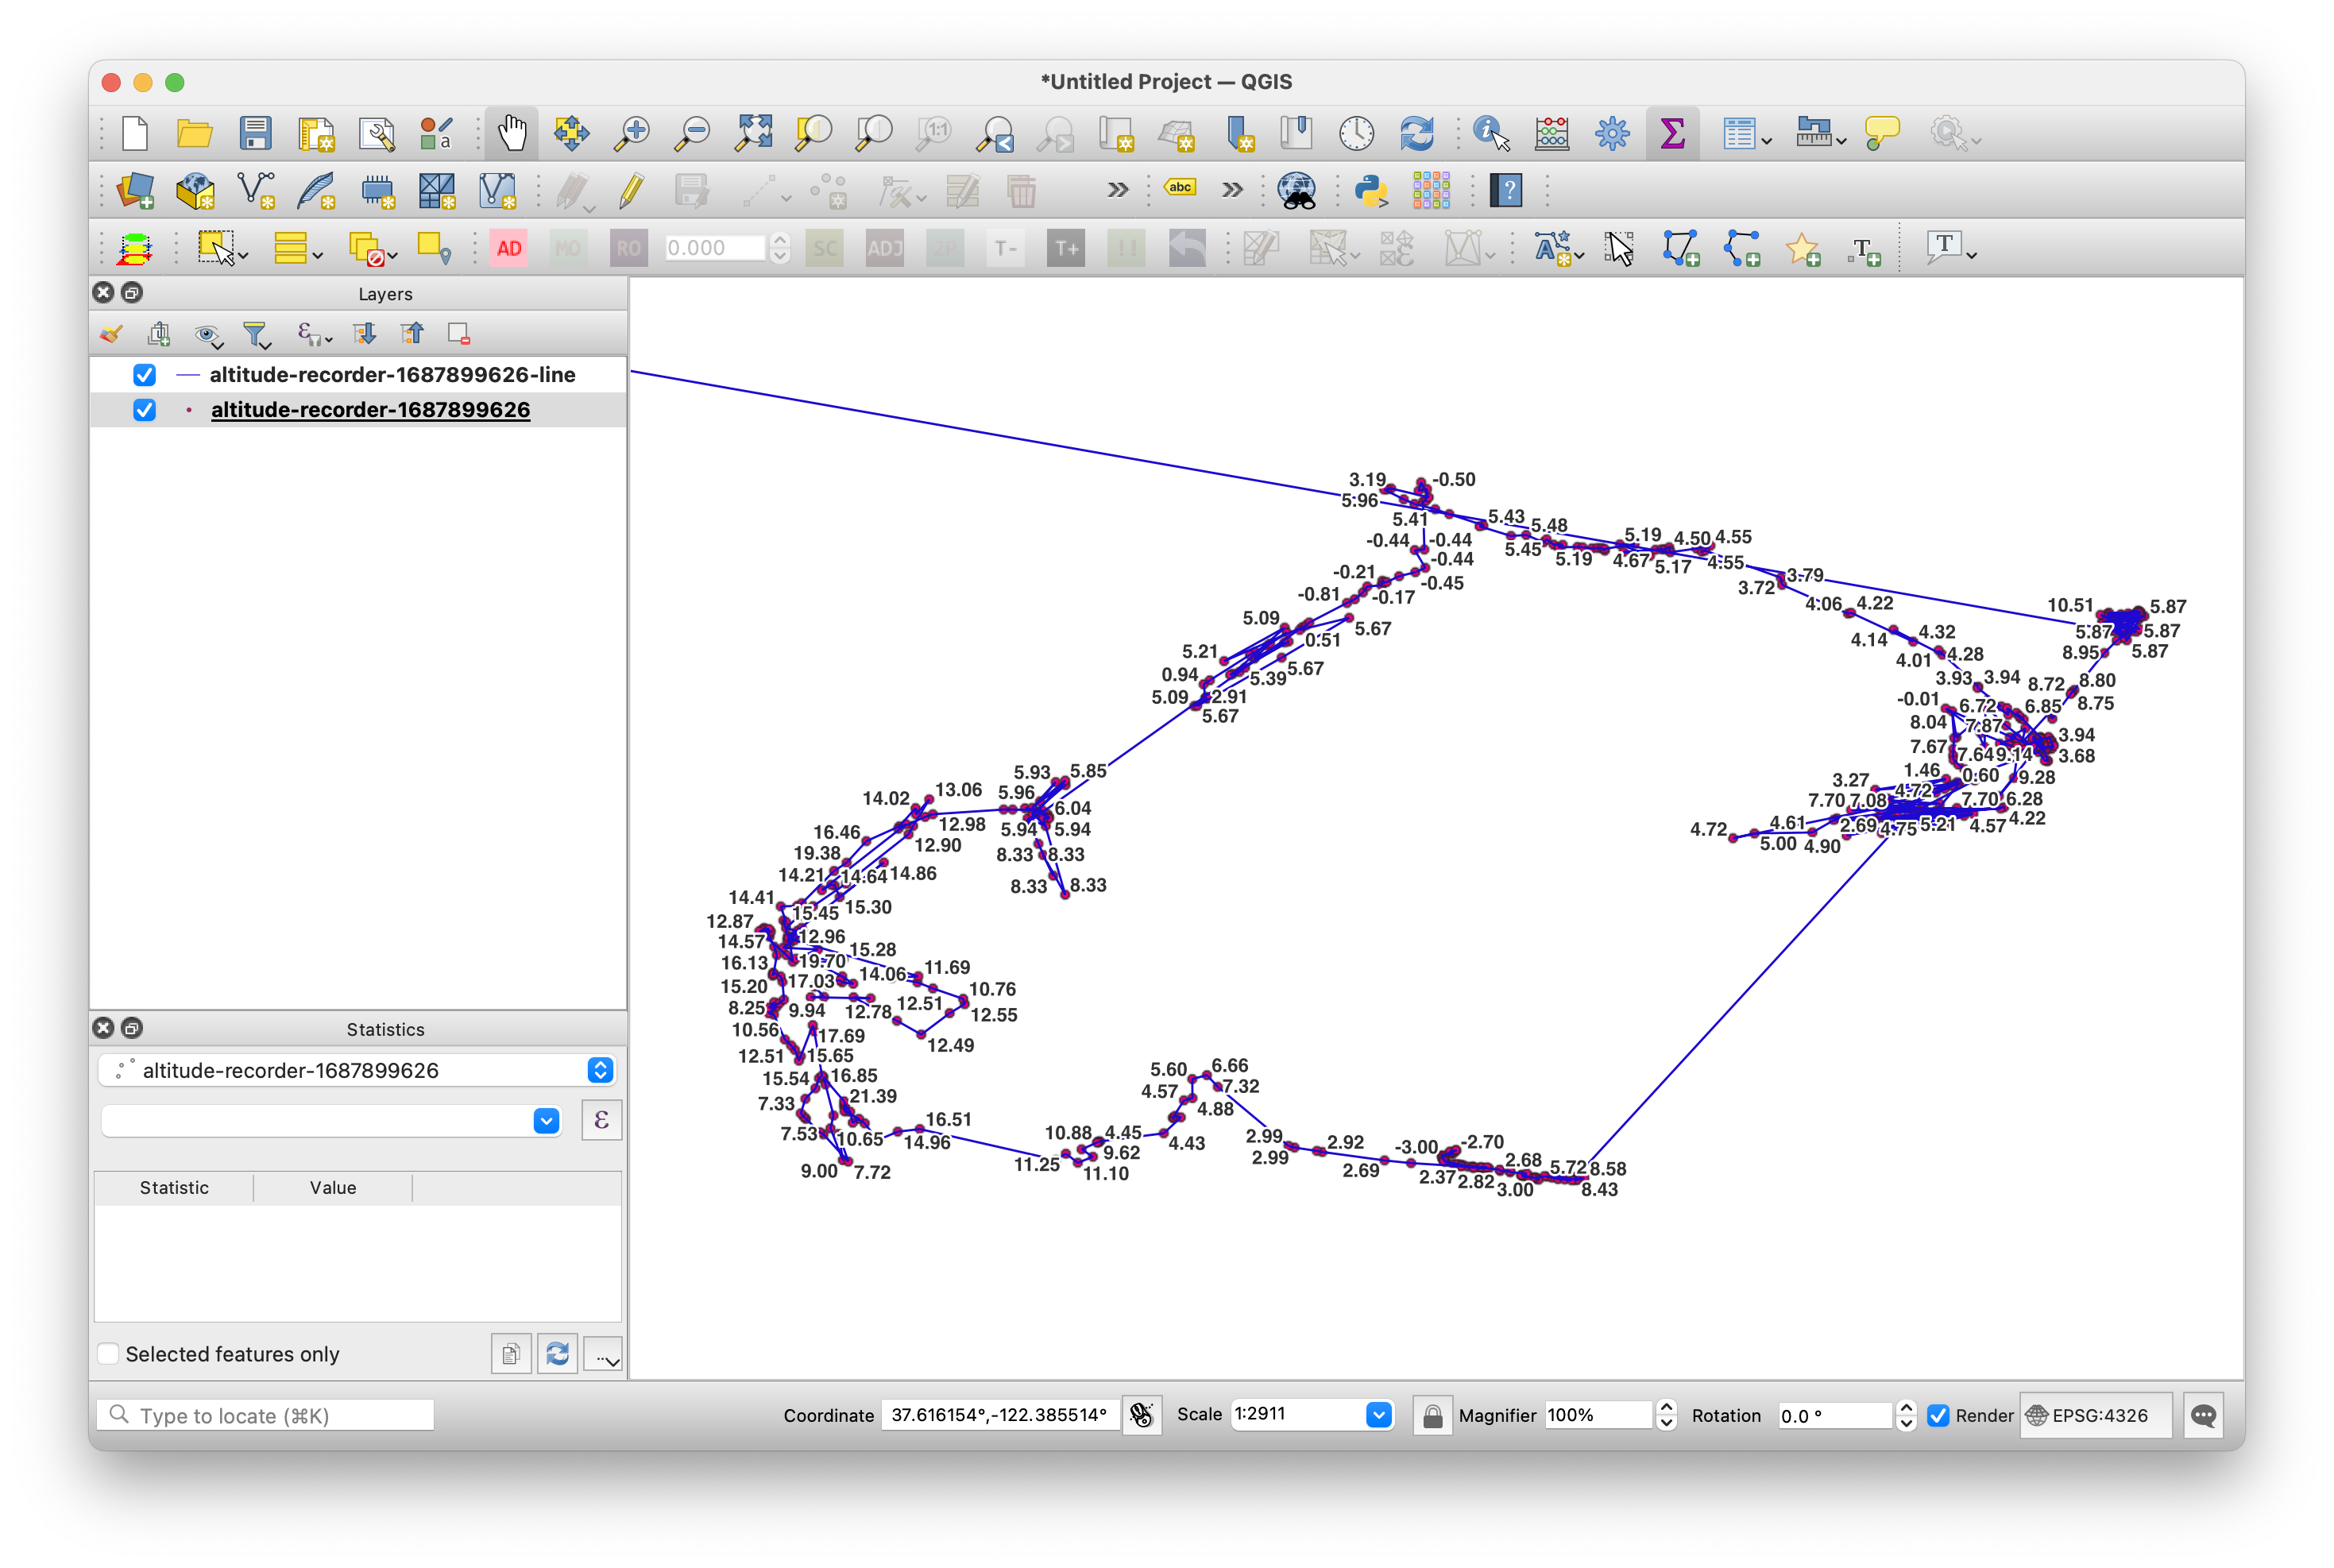 *Untitled Project — QGIS
a
1:1
abc
?
AD MO RO 0.000 SC ADJ ZP T- T+ !! T T
Layers
altitude-recorder-1687899626-line
altitude-recorder-1687899626
Statistics
altitude-recorder-1687899626
ε
Statistic Value
Selected features only
3.19 -0.50
5.96
5.41 5.43 5.48
-0.44 -0.44 5.45 5.19 4.50 4.55
-0.44 5.19 4.67 5.17 4.55
-0.21 -0.45 3.79
-0.81 -0.17 3.72
4.06 4.22 10.51 5.87
5.09 5.67 4.14 4.32 5.87 5.87
5.21 0.51 4.01 4.28 8.95 5.87
0.94 5.39 5.67 3.93 3.94 8.72 8.80
5.09 2.91 -0.01 6.72 6.85 8.75
5.67 8.04 7.87 3.94
7.67 7.64 9.14 3.68
5.93 5.85 1.46 0.60 9.28
14.02 13.06 5.96 3.27 4.72
6.04 7.70 7.08 7.70 6.28
16.46 12.98 5.94 5.94 4.72 4.61 2.69 4.75 5.21 4.57 4.22
12.90 5.00 4.90
19.38 8.33 8.33
14.21 14.64 14.86 8.33 8.33
14.41 15.45 15.30
12.87
14.57 12.96 15.28
16.13 19.70 14.06 11.69
15.20 17.03 10.76
8.25 9.94 12.78 12.51 12.55
10.56 17.69 12.49
12.51 15.65
15.54 16.85 5.60 6.66
7.33 21.39 4.57 7.32
4.88
16.51 10.88 4.45
7.53 10.65 14.96 9.62 4.43 2.99 2.92 -3.00 -2.70
9.00 7.72 11.25 11.10 2.99 2.69 2.37 2.82 2.68 3.00 5.72 8.58
8.43
Type to locate (⌘K) Coordinate 37.616154°,-122.385514° Scale 1:2911 Magnifier 100% Rotation 0.0 ° Render EPSG:4326